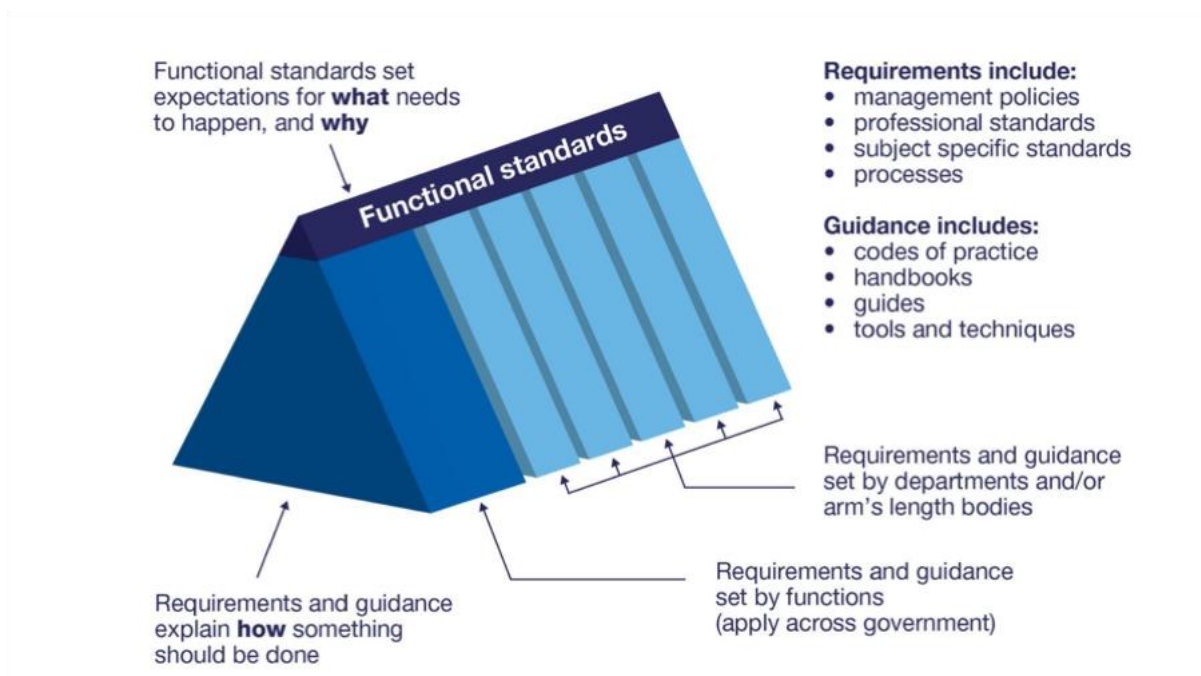 Functional standards set
expectations for what needs
to happen, and why
Functional standards
Requirements include:
• management policies
• professional standards
• subject specific standards
• processes
Guidance includes:
• codes of practice
• handbooks
• guides
• tools and techniques
Requirements and guidance
set by departments and/or
arm's length bodies
Requirements and guidance
set by functions
(apply across government)
Requirements and guidance
explain how something
should be done